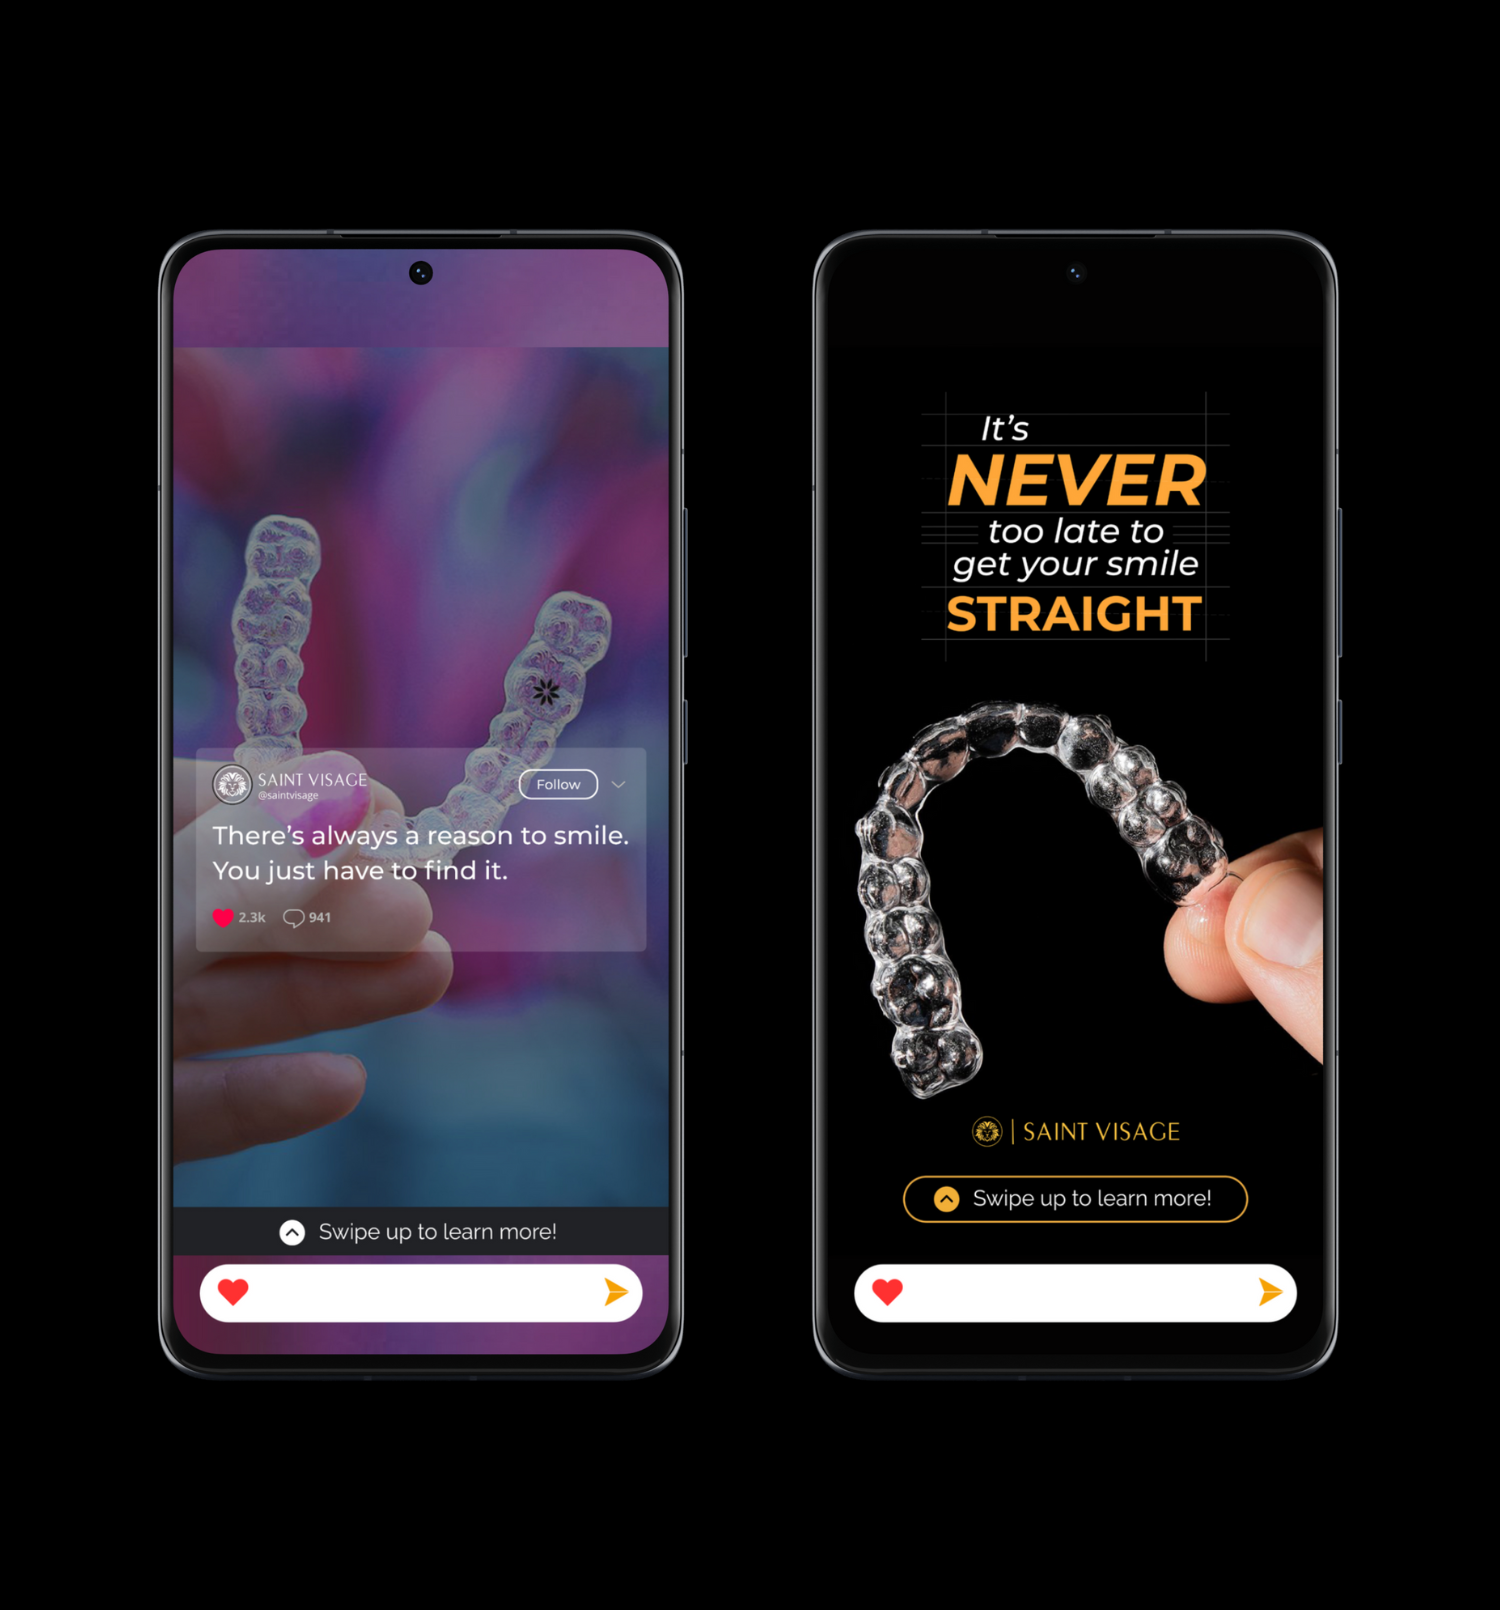 SAINT VISAGE
@saintvisage
Follow
There's always a reason to smile.
You just have to find it.
2.3k
941
Swipe up to learn more!
It's
NEVER
too late to
get your smile
STRAIGHT
SAINT VISAGE
Swipe up to learn more!